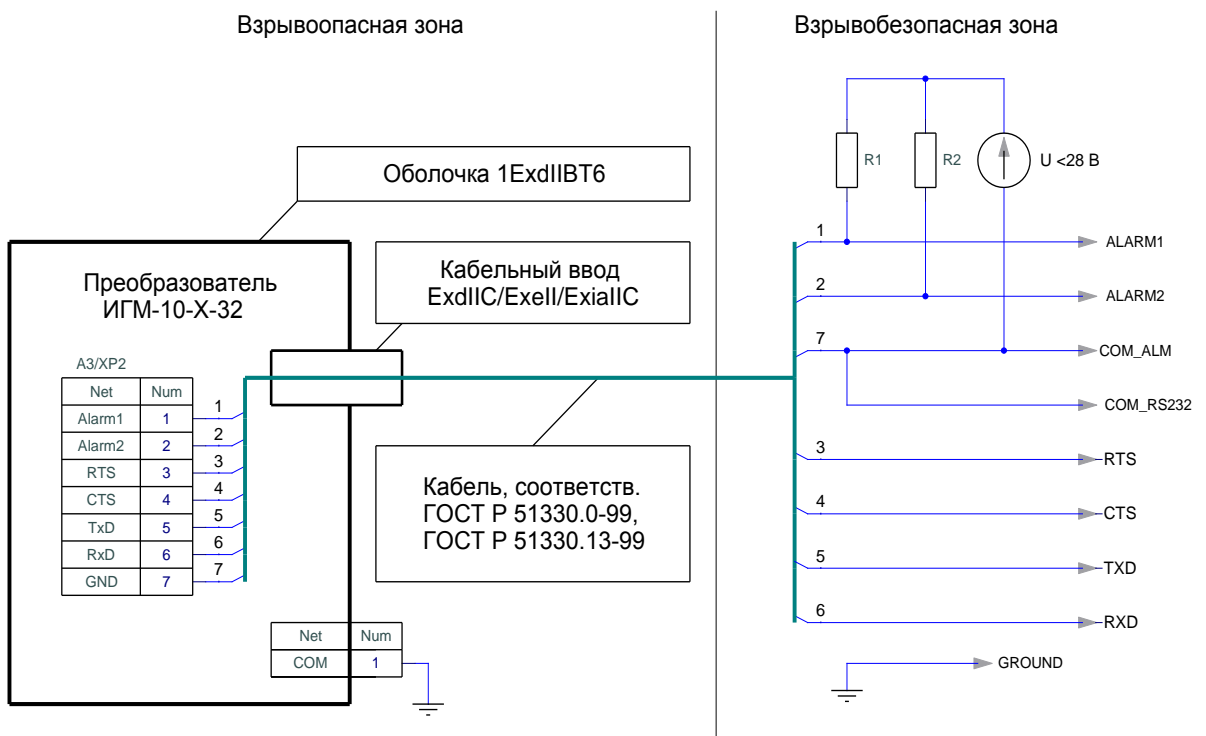 Взрывоопасная зона
Взрывобезопасная зона
R1
R2
U <28 В
Оболочка 1ExdIIBT6
Кабельный ввод
ExdIIC/ExeII/ExiaIIC
Преобразователь
ИГМ-10-Х-32
A3/XP2
Net Num
Alarm1 1 1
Alarm2 2 2
RTS 3 3
CTS 4 4
TxD 5 5
RxD 6 6
GND 7 7
Кабель, соответств.
ГОСТ Р 51330.0-99,
ГОСТ Р 51330.13-99
Net Num
COM 1
1 ALARM1
2 ALARM2
7 COM_ALM
COM_RS232
3 RTS
4 CTS
5 TXD
6 RXD
GROUND